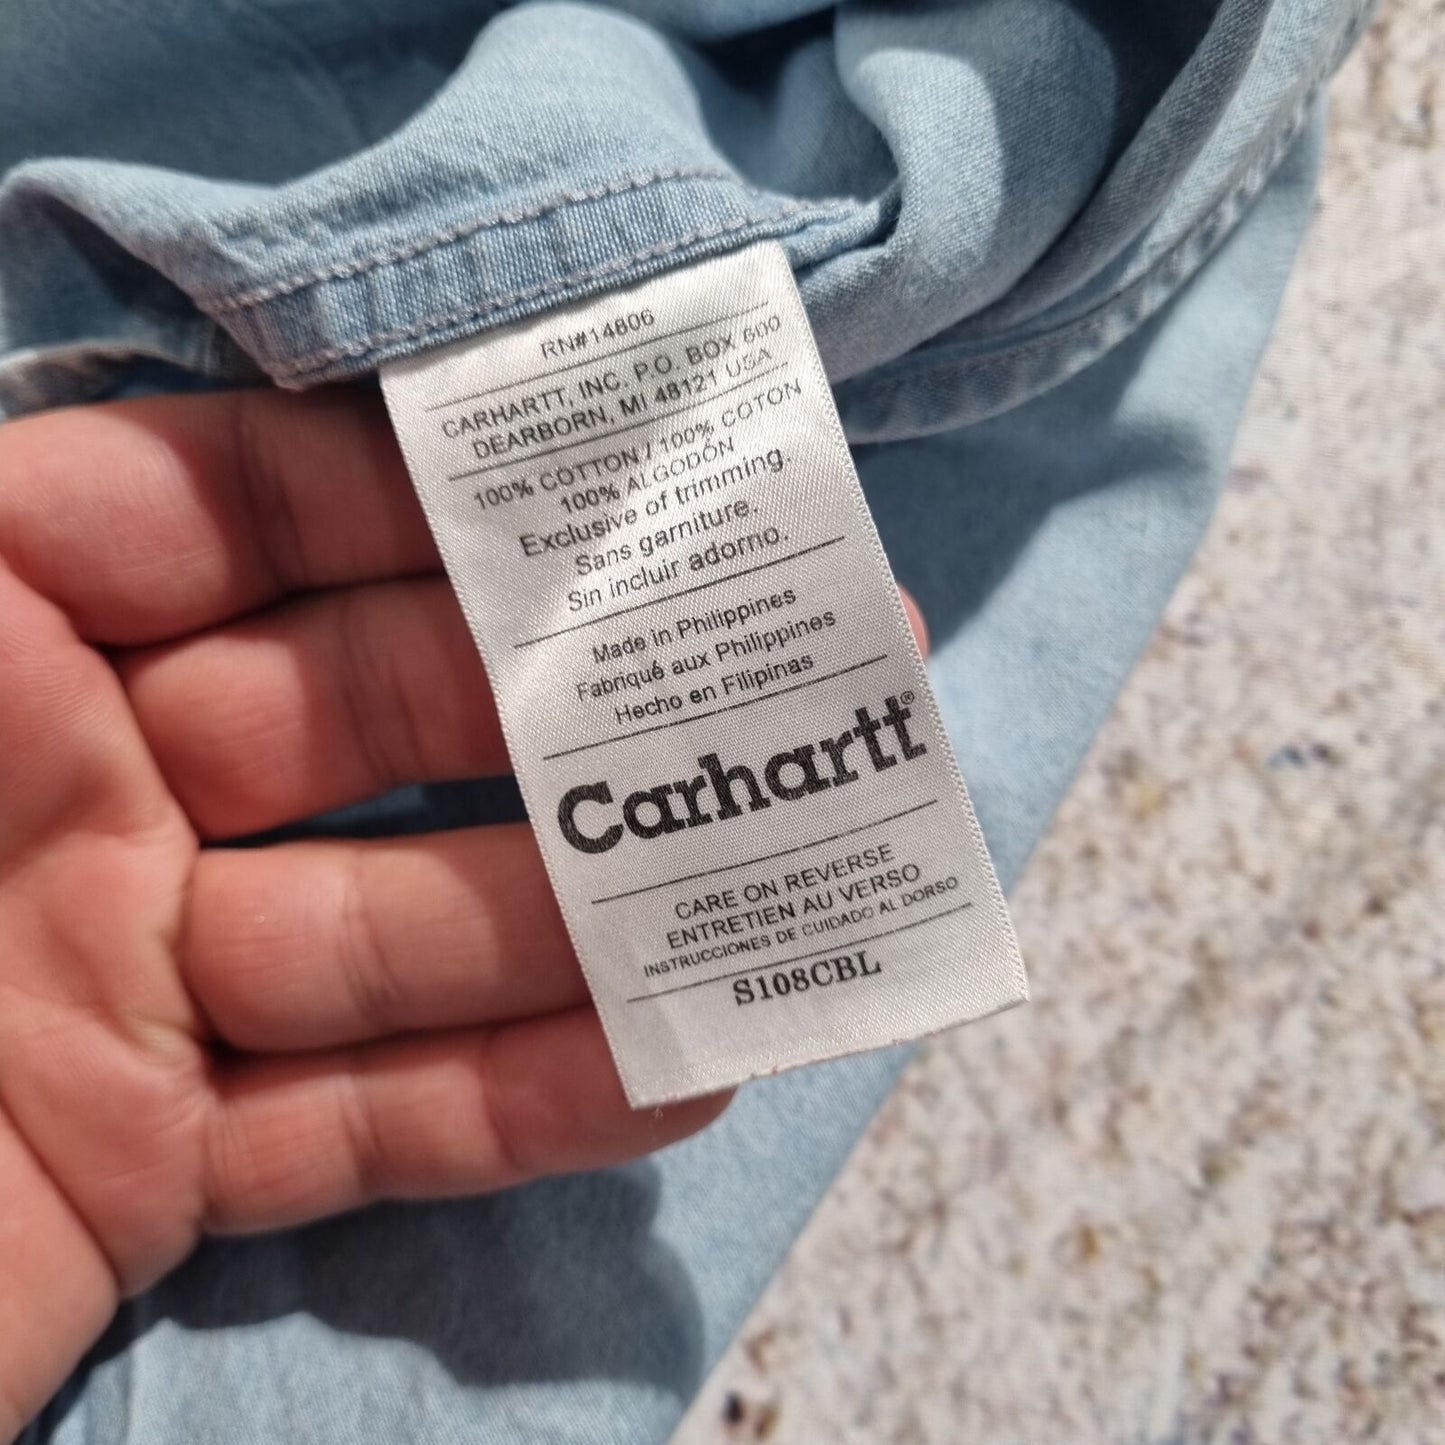 RN#14806
CARHARTT, INC. P.O. BOX 600
DEARBORN, MI 48121 USA
100% COTTON / 100% COTON
100% ALGODÓN
Exclusive of trimming.
Sans garniture.
Sin incluir adorno.
Made in Philippines
Fabriqué aux Philippines
Hecho en Filipinas
Carhartt®
CARE ON REVERSE
ENTRETIEN AU VERSO
INSTRUCCIONES DE CUIDADO AL DORSO
S108CBL